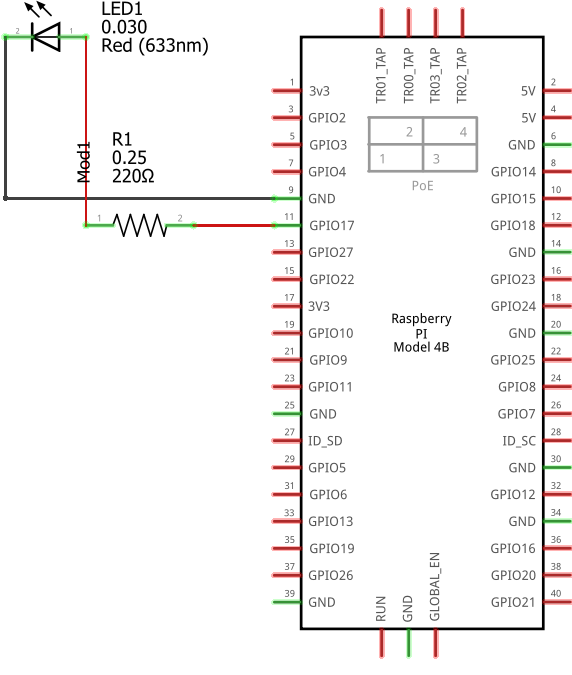 LED1
0.030
Red (633nm)
2
1
Mod1
R1
0.25
220Ω
1
2
TR01_TAP
TR00_TAP
TR03_TAP
TR02_TAP
2 4
1 3
PoE
1 3v3
3 GPIO2
5 GPIO3
7 GPIO4
9 GND
11 GPIO17
13 GPIO27
15 GPIO22
17 3V3
19 GPIO10
21 GPIO9
23 GPIO11
25 GND
27 ID_SD
29 GPIO5
31 GPIO6
33 GPIO13
35 GPIO19
37 GPIO26
39 GND
Raspberry
PI
Model 4B
5V 2
5V 4
GND 6
GPIO14 8
GPIO15 10
GPIO18 12
GND 14
GPIO23 16
GPIO24 18
GND 20
GPIO25 22
GPIO8 24
GPIO7 26
ID_SC 28
GND 30
GPIO12 32
GND 34
GPIO16 36
GPIO20 38
GPIO21 40
RUN
GND
GLOBAL_EN